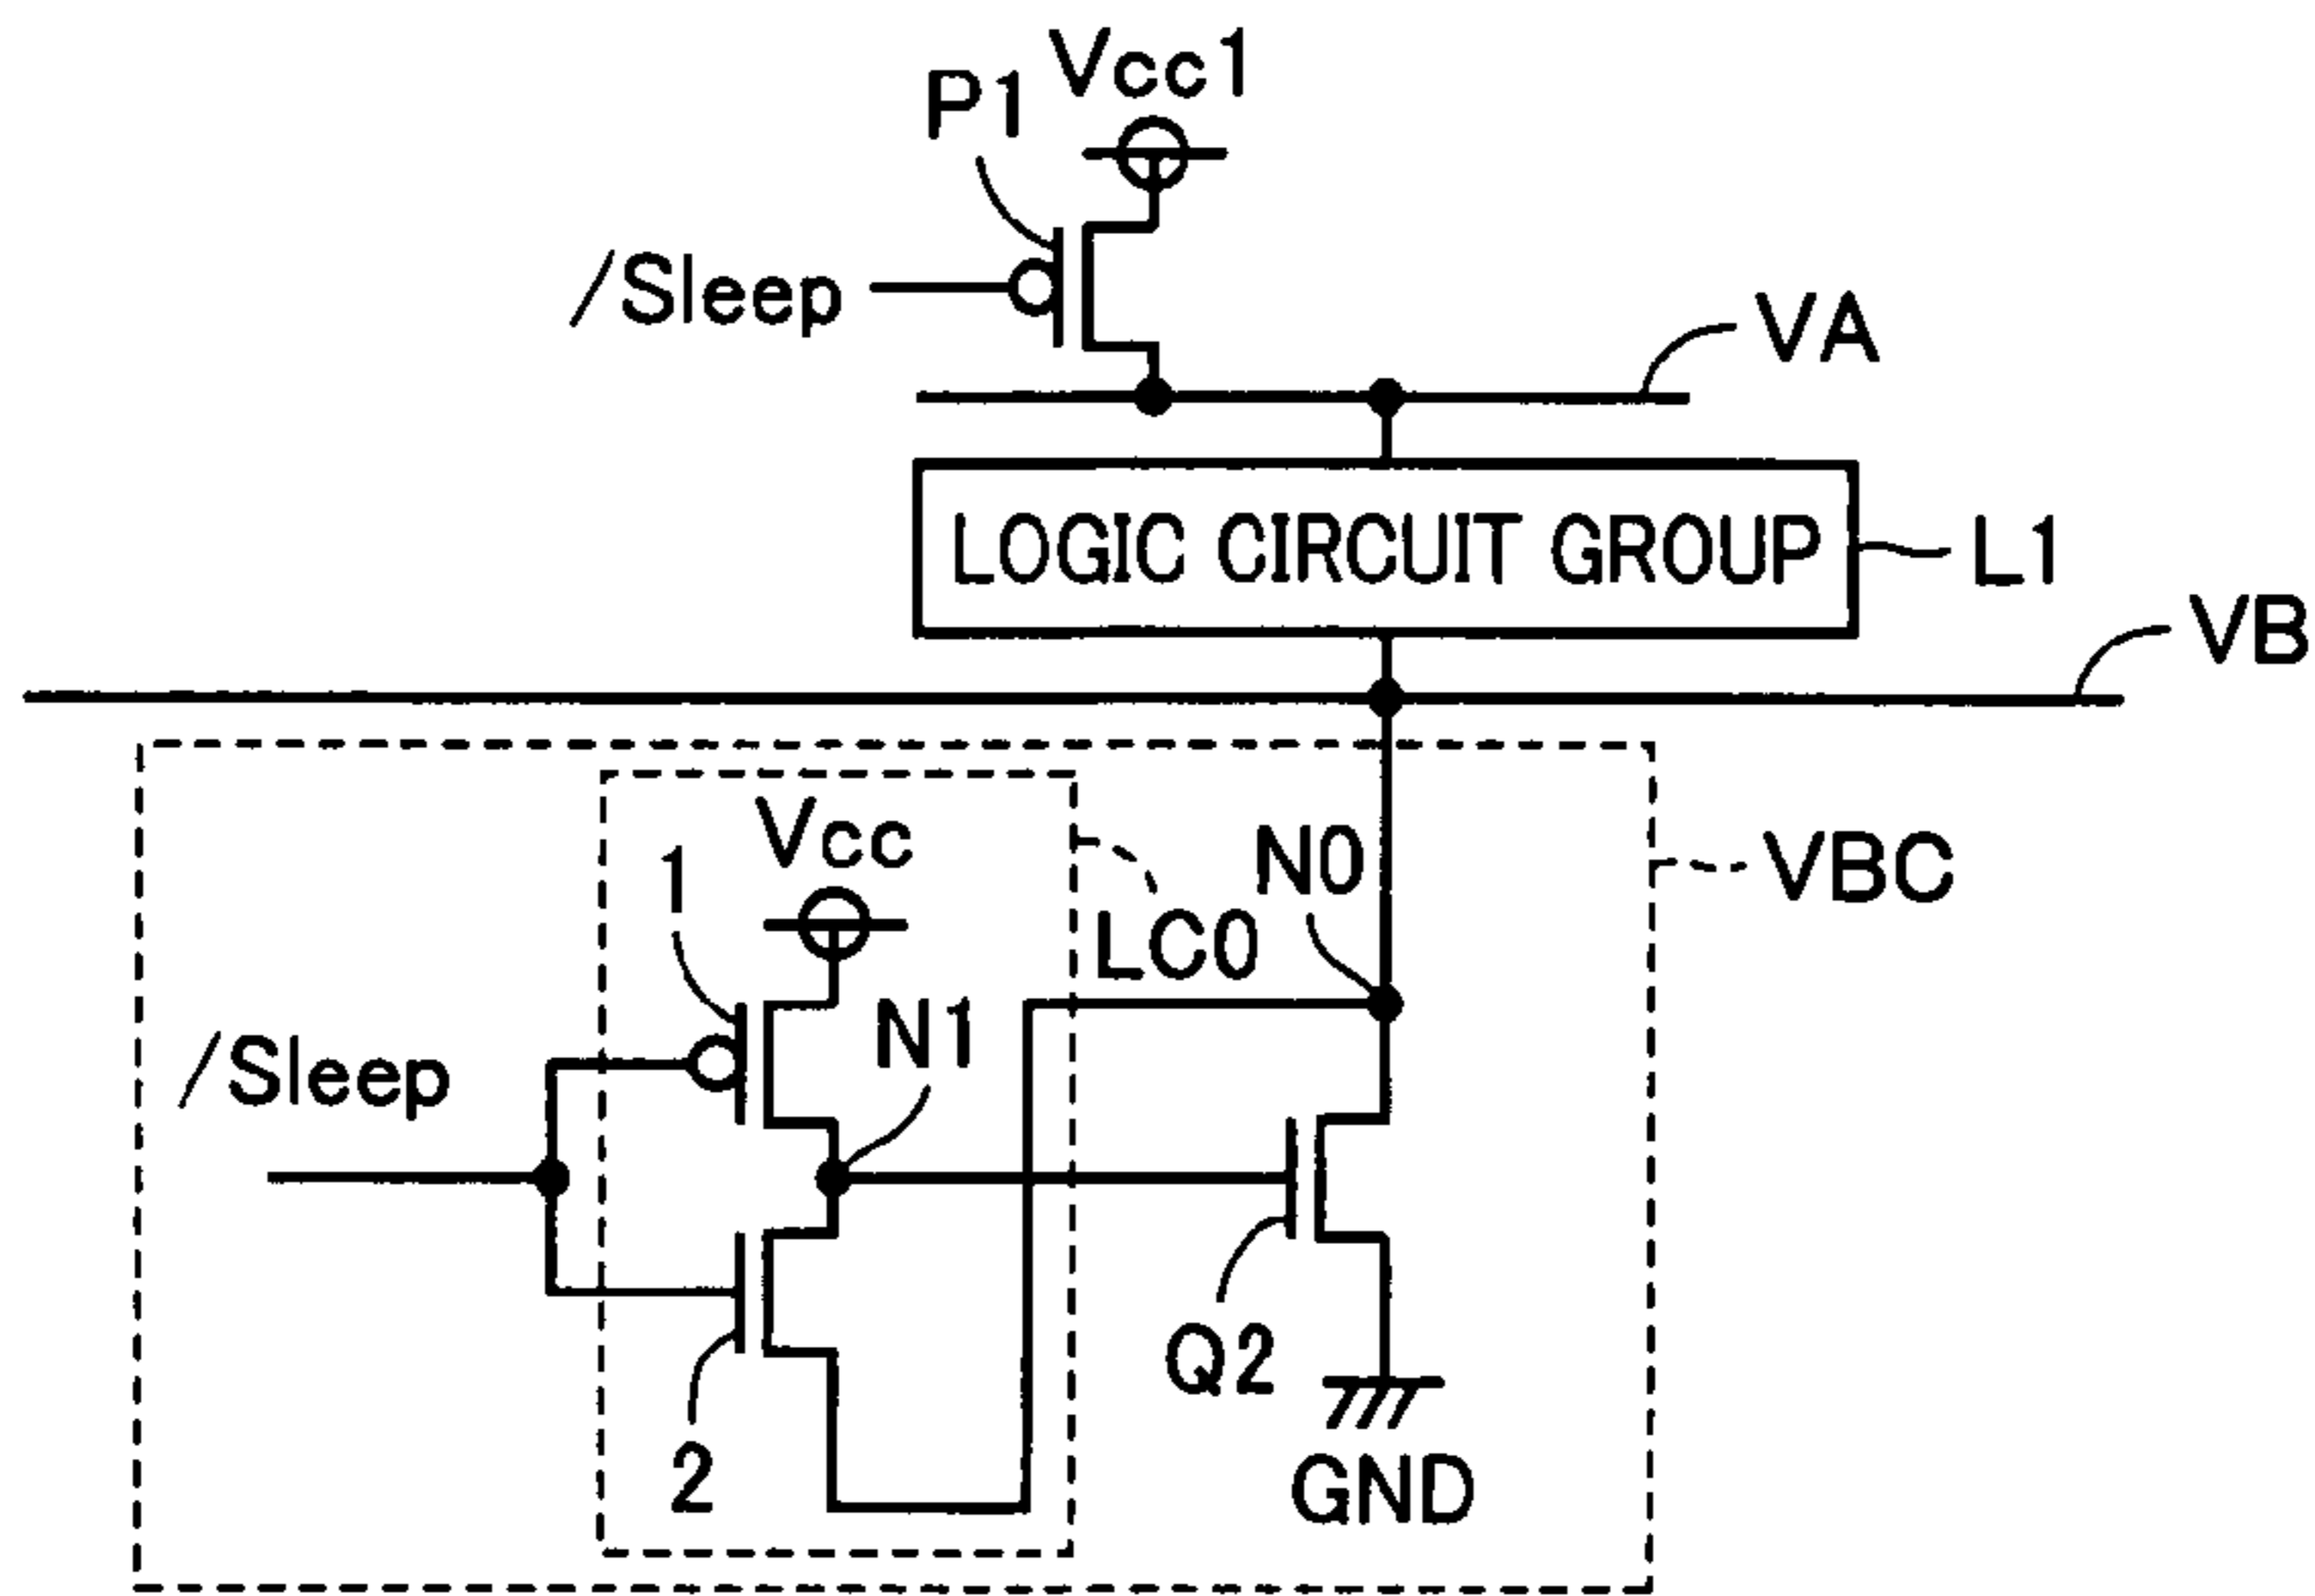 Vcc1
P1
/Sleep
VA
LOGIC CIRCUIT GROUP
L1
VB
Vcc
1
N0
VBC
LC0
N1
/Sleep
Q2
2
GND